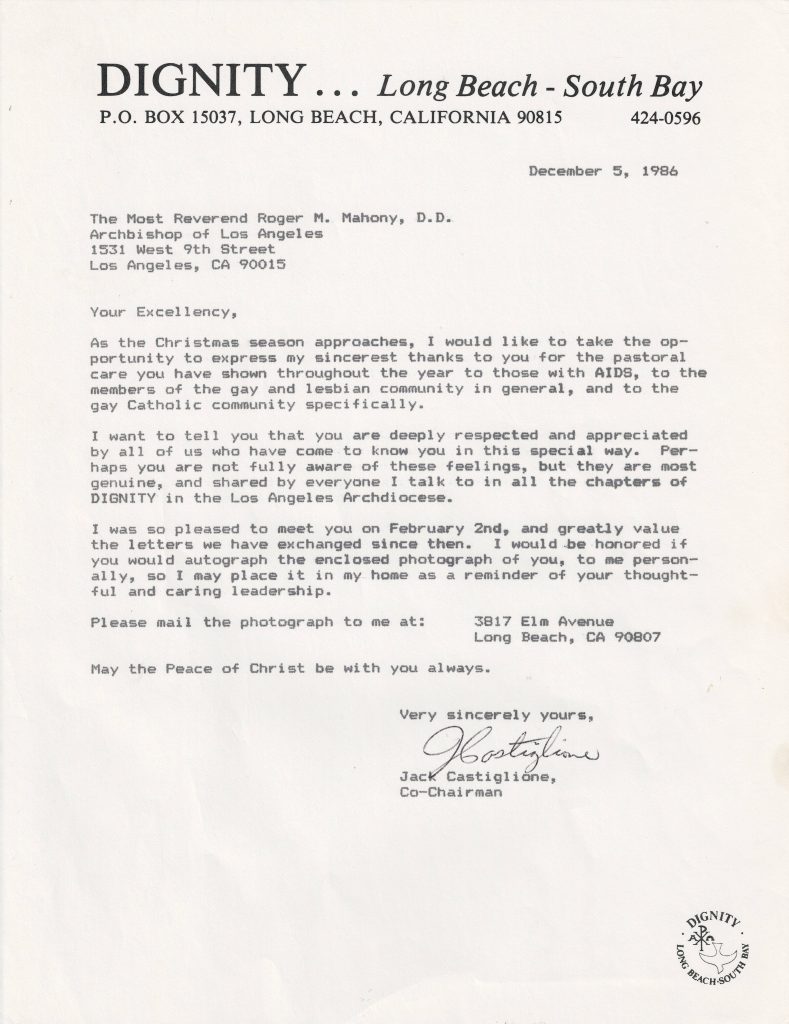 DIGNITY... Long Beach - South Bay
P.O. BOX 15037, LONG BEACH, CALIFORNIA 90815 424-0596
December 5, 1986
The Most Reverend Roger M. Mahony, D.D.
Archbishop of Los Angeles
1531 West 9th Street
Los Angeles, CA 90015
Your Excellency,
As the Christmas season approaches, I would like to take the op-
portunity to express my sincerest thanks to you for the pastoral
care you have shown throughout the year to those with AIDS, to the
members of the gay and lesbian community in general, and to the
gay Catholic community specifically.
I want to tell you that you are deeply respected and appreciated
by all of us who have come to know you in this special way. Per-
haps you are not fully aware of these feelings, but they are most
genuine, and shared by everyone I talk to in all the chapters of
DIGNITY in the Los Angeles Archdiocese.
I was so pleased to meet you on February 2nd, and greatly value
the letters we have exchanged since then. I would be honored if
you would autograph the enclosed photograph of you, to me person-
ally, so I may place it in my home as a reminder of your thought-
ful and caring leadership.
Please mail the photograph to me at: 3817 Elm Avenue
Long Beach, CA 90807
May the Peace of Christ be with you always.
Very sincerely yours,
JCastiglione
Jack Castiglione,
Co-Chairman
· DIGNITY ·
LONG BEACH-SOUTH BAY